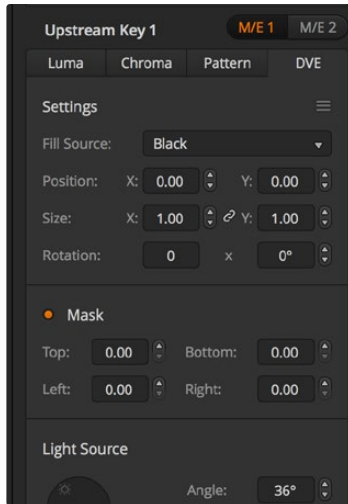 Upstream Key 1 M/E 1 M/E 2
Luma Chroma Pattern DVE
Settings
Fill Source: Black
Position: X: 0.00 Y: 0.00
Size: X: 1.00 Y: 1.00
Rotation: 0 x 0°
Mask
Top: 0.00 Bottom: 0.00
Left: 0.00 Right: 0.00
Light Source
Angle: 36°